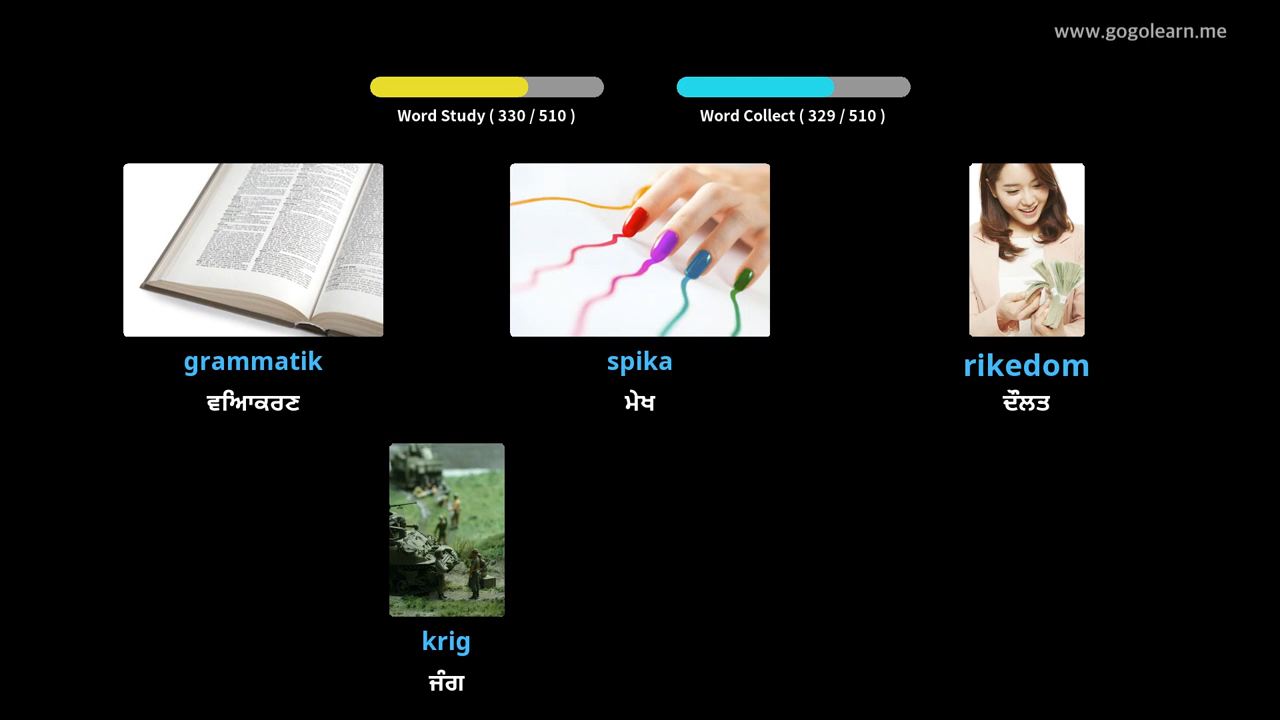 www.gogolearn.me
Word Study ( 330 / 510 )
Word Collect ( 329 / 510 )
grammatik
spika
rikedom
ਵਿਆਕਰਣ
ਮੇਖ
ਦੌਲਤ
krig
ਜੰਗ